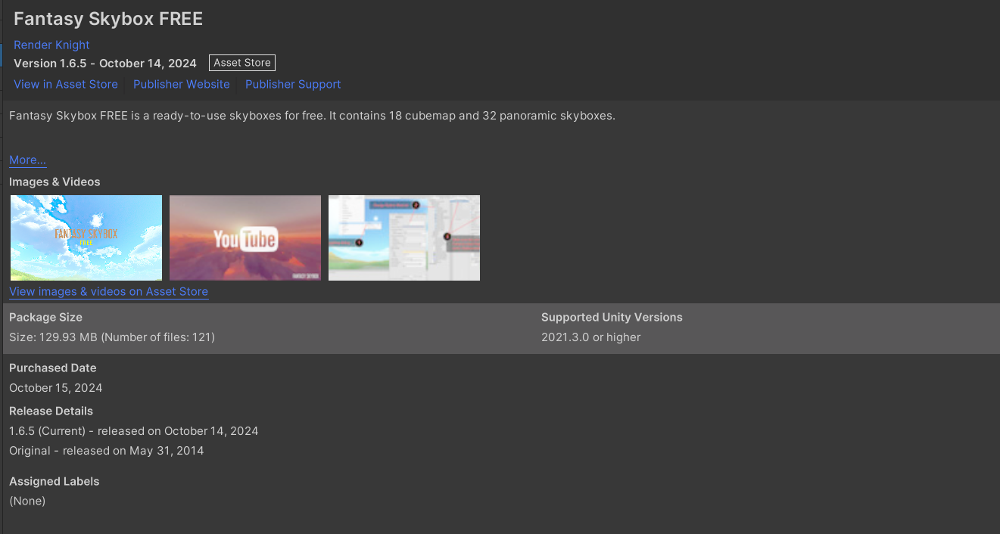 Fantasy Skybox FREE
Render Knight
Version 1.6.5 - October 14, 2024 Asset Store
View in Asset Store Publisher Website Publisher Support
Fantasy Skybox FREE is a ready-to-use skyboxes for free. It contains 18 cubemap and 32 panoramic skyboxes.
More...
Images & Videos
FANTASY SKYBOX
FREE
YouTube
FANTASY SKYBOX
View images & videos on Asset Store
Package Size Supported Unity Versions
Size: 129.93 MB (Number of files: 121) 2021.3.0 or higher
Purchased Date
October 15, 2024
Release Details
1.6.5 (Current) - released on October 14, 2024
Original - released on May 31, 2014
Assigned Labels
(None)